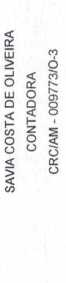 SAVIA COSTA DE OLIVEIRA
CONTADORA
CRC/AM - 009773/O-3